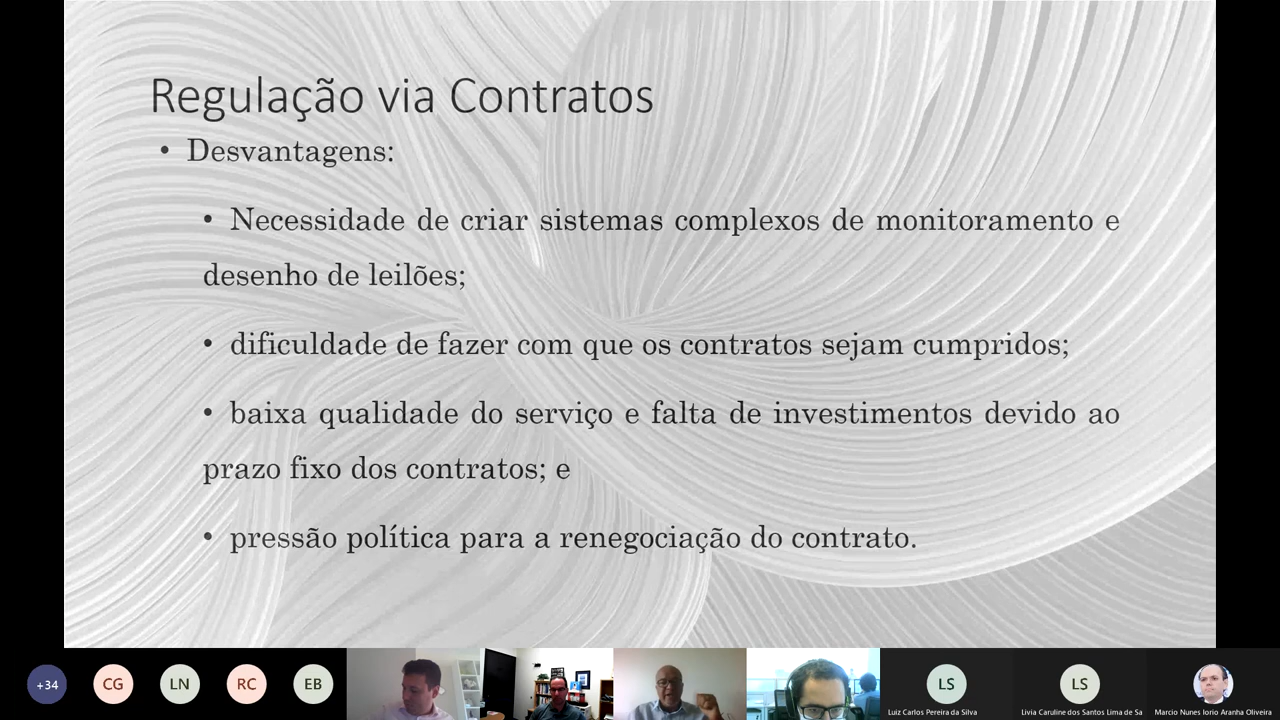 Regulação via Contratos
• Desvantagens:
• Necessidade de criar sistemas complexos de monitoramento e
desenho de leilões;
• dificuldade de fazer com que os contratos sejam cumpridos;
• baixa qualidade do serviço e falta de investimentos devido ao
prazo fixo dos contratos; e
• pressão política para a renegociação do contrato.
+34
CG
LN
RC
EB
LS
LS
Luiz Carlos Pereira da Silva
Livia Caruline dos Santos Lima de Sa
Marcio Nunes Iorio Aranha Oliveira